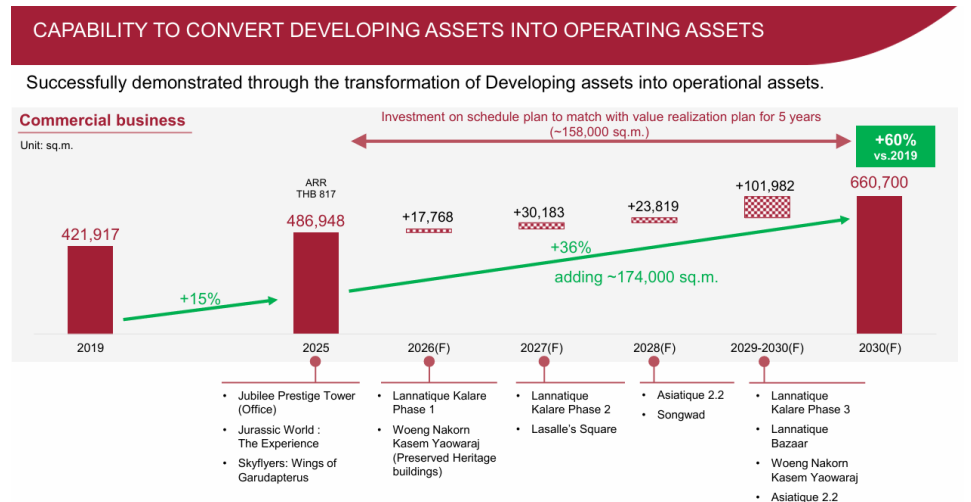 CAPABILITY TO CONVERT DEVELOPING ASSETS INTO OPERATING ASSETS
Successfully demonstrated through the transformation of Developing assets into operational assets.
Commercial business
Unit: sq.m.
Investment on schedule plan to match with value realization plan for 5 years
(~158,000 sq.m.)
+60%
vs.2019
421,917
+15%
ARR
THB 817
486,948
+17,768
+30,183
+23,819
+101,982
660,700
+36%
adding ~174,000 sq.m.
2019
2025
2026(F)
2027(F)
2028(F)
2029-2030(F)
2030(F)
• Jubilee Prestige Tower
(Office)
• Jurassic World :
The Experience
• Skyflyers: Wings of
Garudapterus
• Lannatique Kalare
Phase 1
• Woeng Nakorn
Kasem Yaowaraj
(Preserved Heritage
buildings)
• Lannatique
Kalare Phase 2
• Lasalle's Square
• Asiatique 2.2
• Songwad
• Lannatique
Kalare Phase 3
• Lannatique
Bazaar
• Woeng Nakorn
Kasem Yaowaraj
• Asiatique 2.2